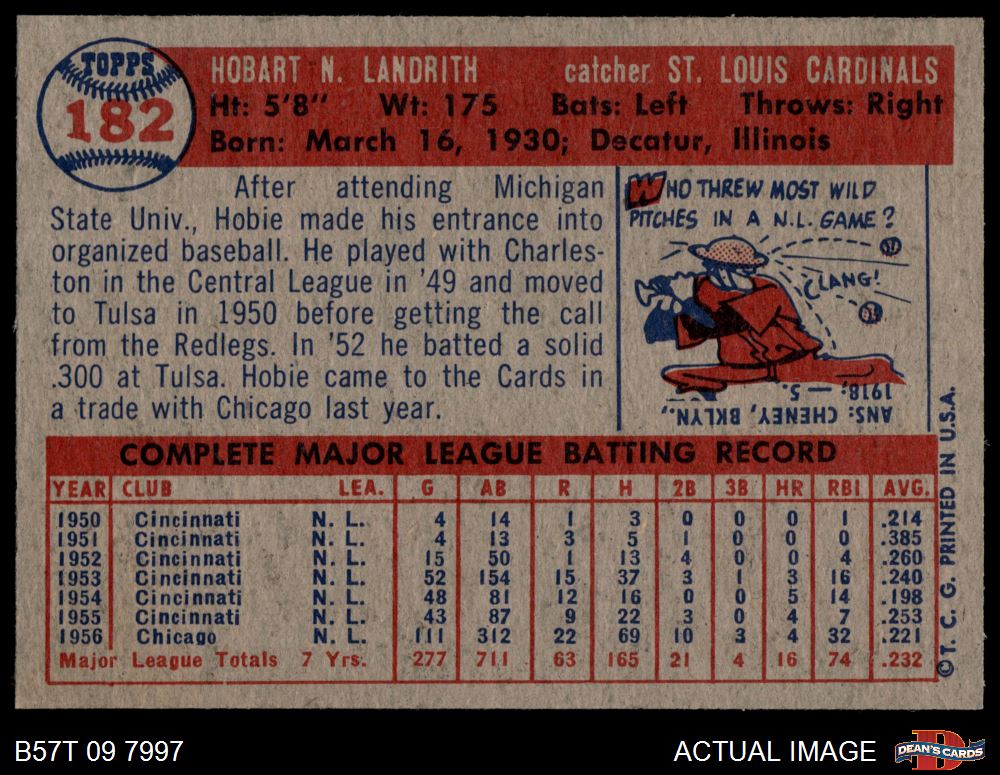 TOPPS
182
HOBART N. LANDRITH catcher ST. LOUIS CARDINALS
Ht: 5'8" Wt: 175 Bats: Left Throws: Right
Born: March 16, 1930; Decatur, Illinois
After attending Michigan
State Univ., Hobie made his entrance into
organized baseball. He played with Charles-
ton in the Central League in '49 and moved
to Tulsa in 1950 before getting the call
from the Redlegs. In '52 he batted a solid
.300 at Tulsa. Hobie came to the Cards in
a trade with Chicago last year.
WHO THREW MOST WILD
PITCHES IN A N.L. GAME?
CLANG!
ANS: CHENEY, BKLYN.,
1918; — 5.
COMPLETE MAJOR LEAGUE BATTING RECORD
YEAR CLUB LEA. G AB R H 2B 3B HR RBI AVG.
1950 Cincinnati N. L. 4 14 1 3 0 0 0 1 .214
1951 Cincinnati N. L. 4 13 3 5 1 0 0 0 .385
1952 Cincinnati N. L. 15 50 1 13 4 0 0 4 .260
1953 Cincinnati N. L. 52 154 15 37 3 1 3 16 .240
1954 Cincinnati N. L. 48 81 12 16 0 0 5 14 .198
1955 Cincinnati N. L. 43 87 9 22 3 0 4 7 .253
1956 Chicago N. L. 111 312 22 69 10 3 4 32 .221
Major League Totals 7 Yrs. 277 711 63 165 21 4 16 74 .232
©T. C. G. PRINTED IN U.S.A.
B57T 09 7997
ACTUAL IMAGE
D
DEAN'S CARDS